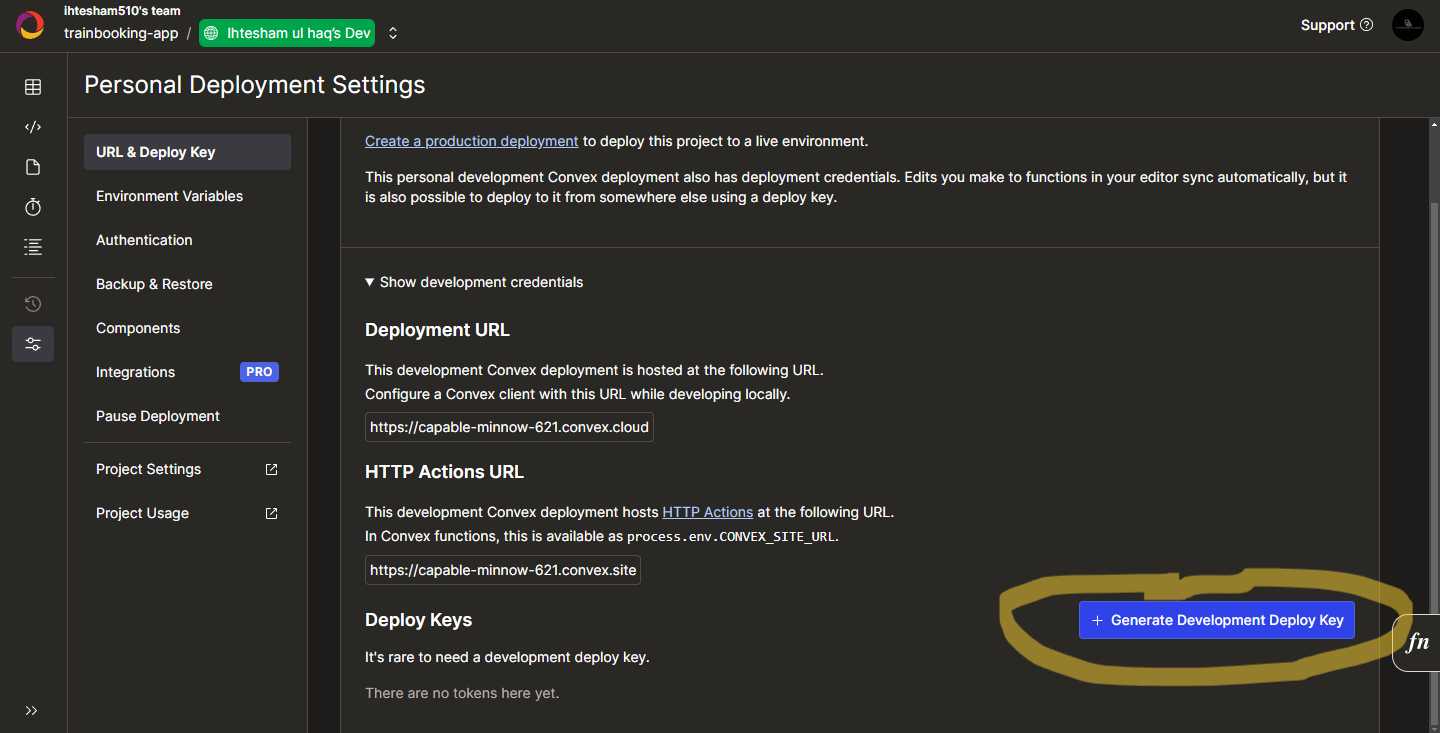 ihtesham510's team
trainbooking-app / Ihtesham ul haq's Dev
Support
Personal Deployment Settings
URL & Deploy Key
Environment Variables
Authentication
Backup & Restore
Components
Integrations PRO
Pause Deployment
Project Settings
Project Usage
Create a production deployment to deploy this project to a live environment.
This personal development Convex deployment also has deployment credentials. Edits you make to functions in your editor sync automatically, but it
is also possible to deploy to it from somewhere else using a deploy key.
Show development credentials
Deployment URL
This development Convex deployment is hosted at the following URL.
Configure a Convex client with this URL while developing locally.
https://capable-minnow-621.convex.cloud
HTTP Actions URL
This development Convex deployment hosts HTTP Actions at the following URL.
In Convex functions, this is available as process.env.CONVEX_SITE_URL.
https://capable-minnow-621.convex.site
Deploy Keys
+ Generate Development Deploy Key
fn
It's rare to need a development deploy key.
There are no tokens here yet.